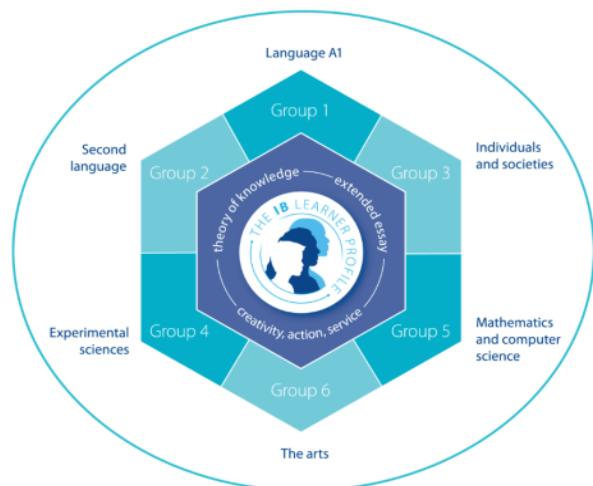 Language A1
Group 1
Second
language
Group 2
Individuals
and societies
Group 3
theory of knowledge
extended essay
THE IB LEARNER PROFILE
creativity, action, service
Experimental
sciences
Group 4
Mathematics
and computer
science
Group 5
Group 6
The arts